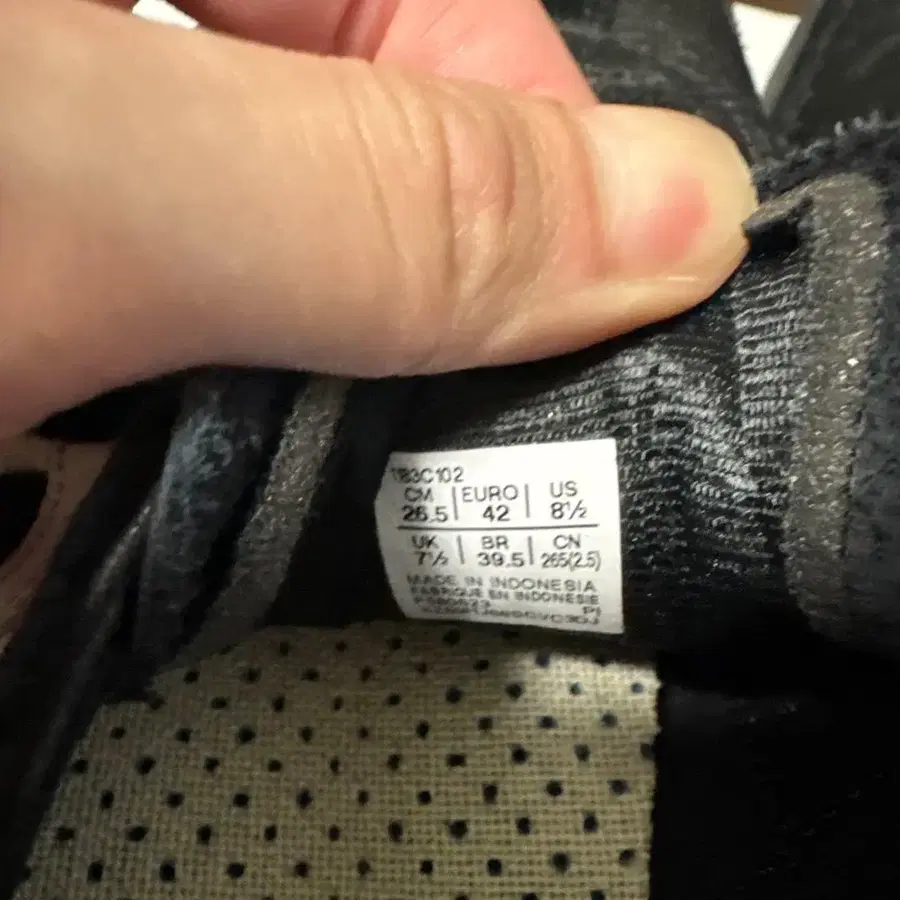 1183C102
CM | EURO | US
26.5 | 42 | 8½
UK | BR | CN
7½ | 39.5 | 265(2.5)
MADE IN INDONESIA
FABRIQUE EN INDONESIE
PI